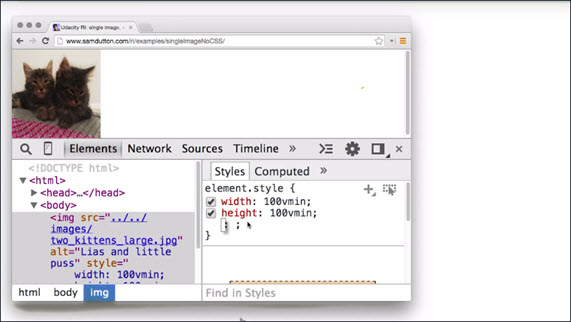 Udacity RI: single image,
www.samdutton.com/ri/examples/singleImageNoCSS/
Elements Network Sources Timeline »
<!DOCTYPE html>
▼<html>
▶<head>…</head>
▼<body>
<img src="../../
images/
two_kittens_large.jpg"
alt="Lias and little
puss" style="
width: 100vmin;
html body img
Styles Computed »
element.style {
width: 100vmin;
height: 100vmin;
: ;
}
Find in Styles